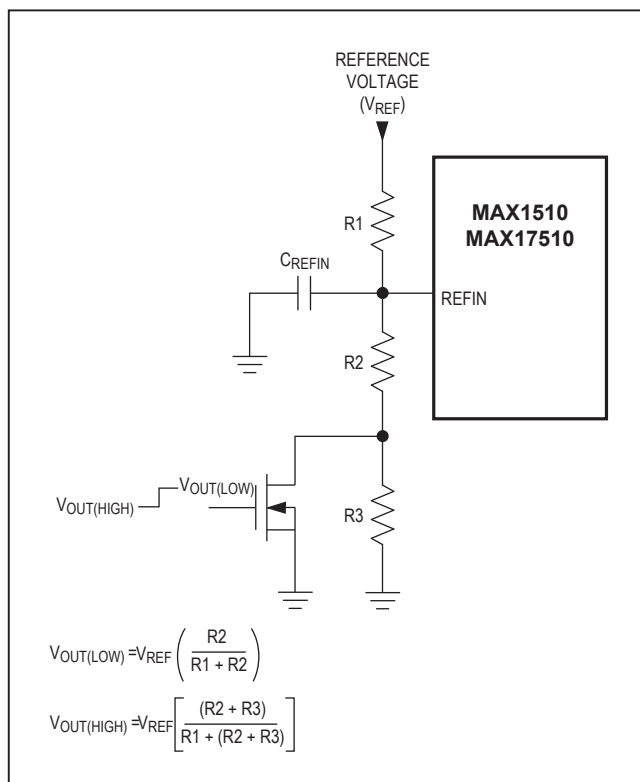 REFERENCE
VOLTAGE
(VREF)
R1
MAX1510
MAX17510
CREFIN
REFIN
R2
VOUT(LOW)
VOUT(HIGH)
R3
VOUT(LOW) =VREF ( R2 / R1 + R2 )
VOUT(HIGH) =VREF [ (R2 + R3) / R1 + (R2 + R3) ]